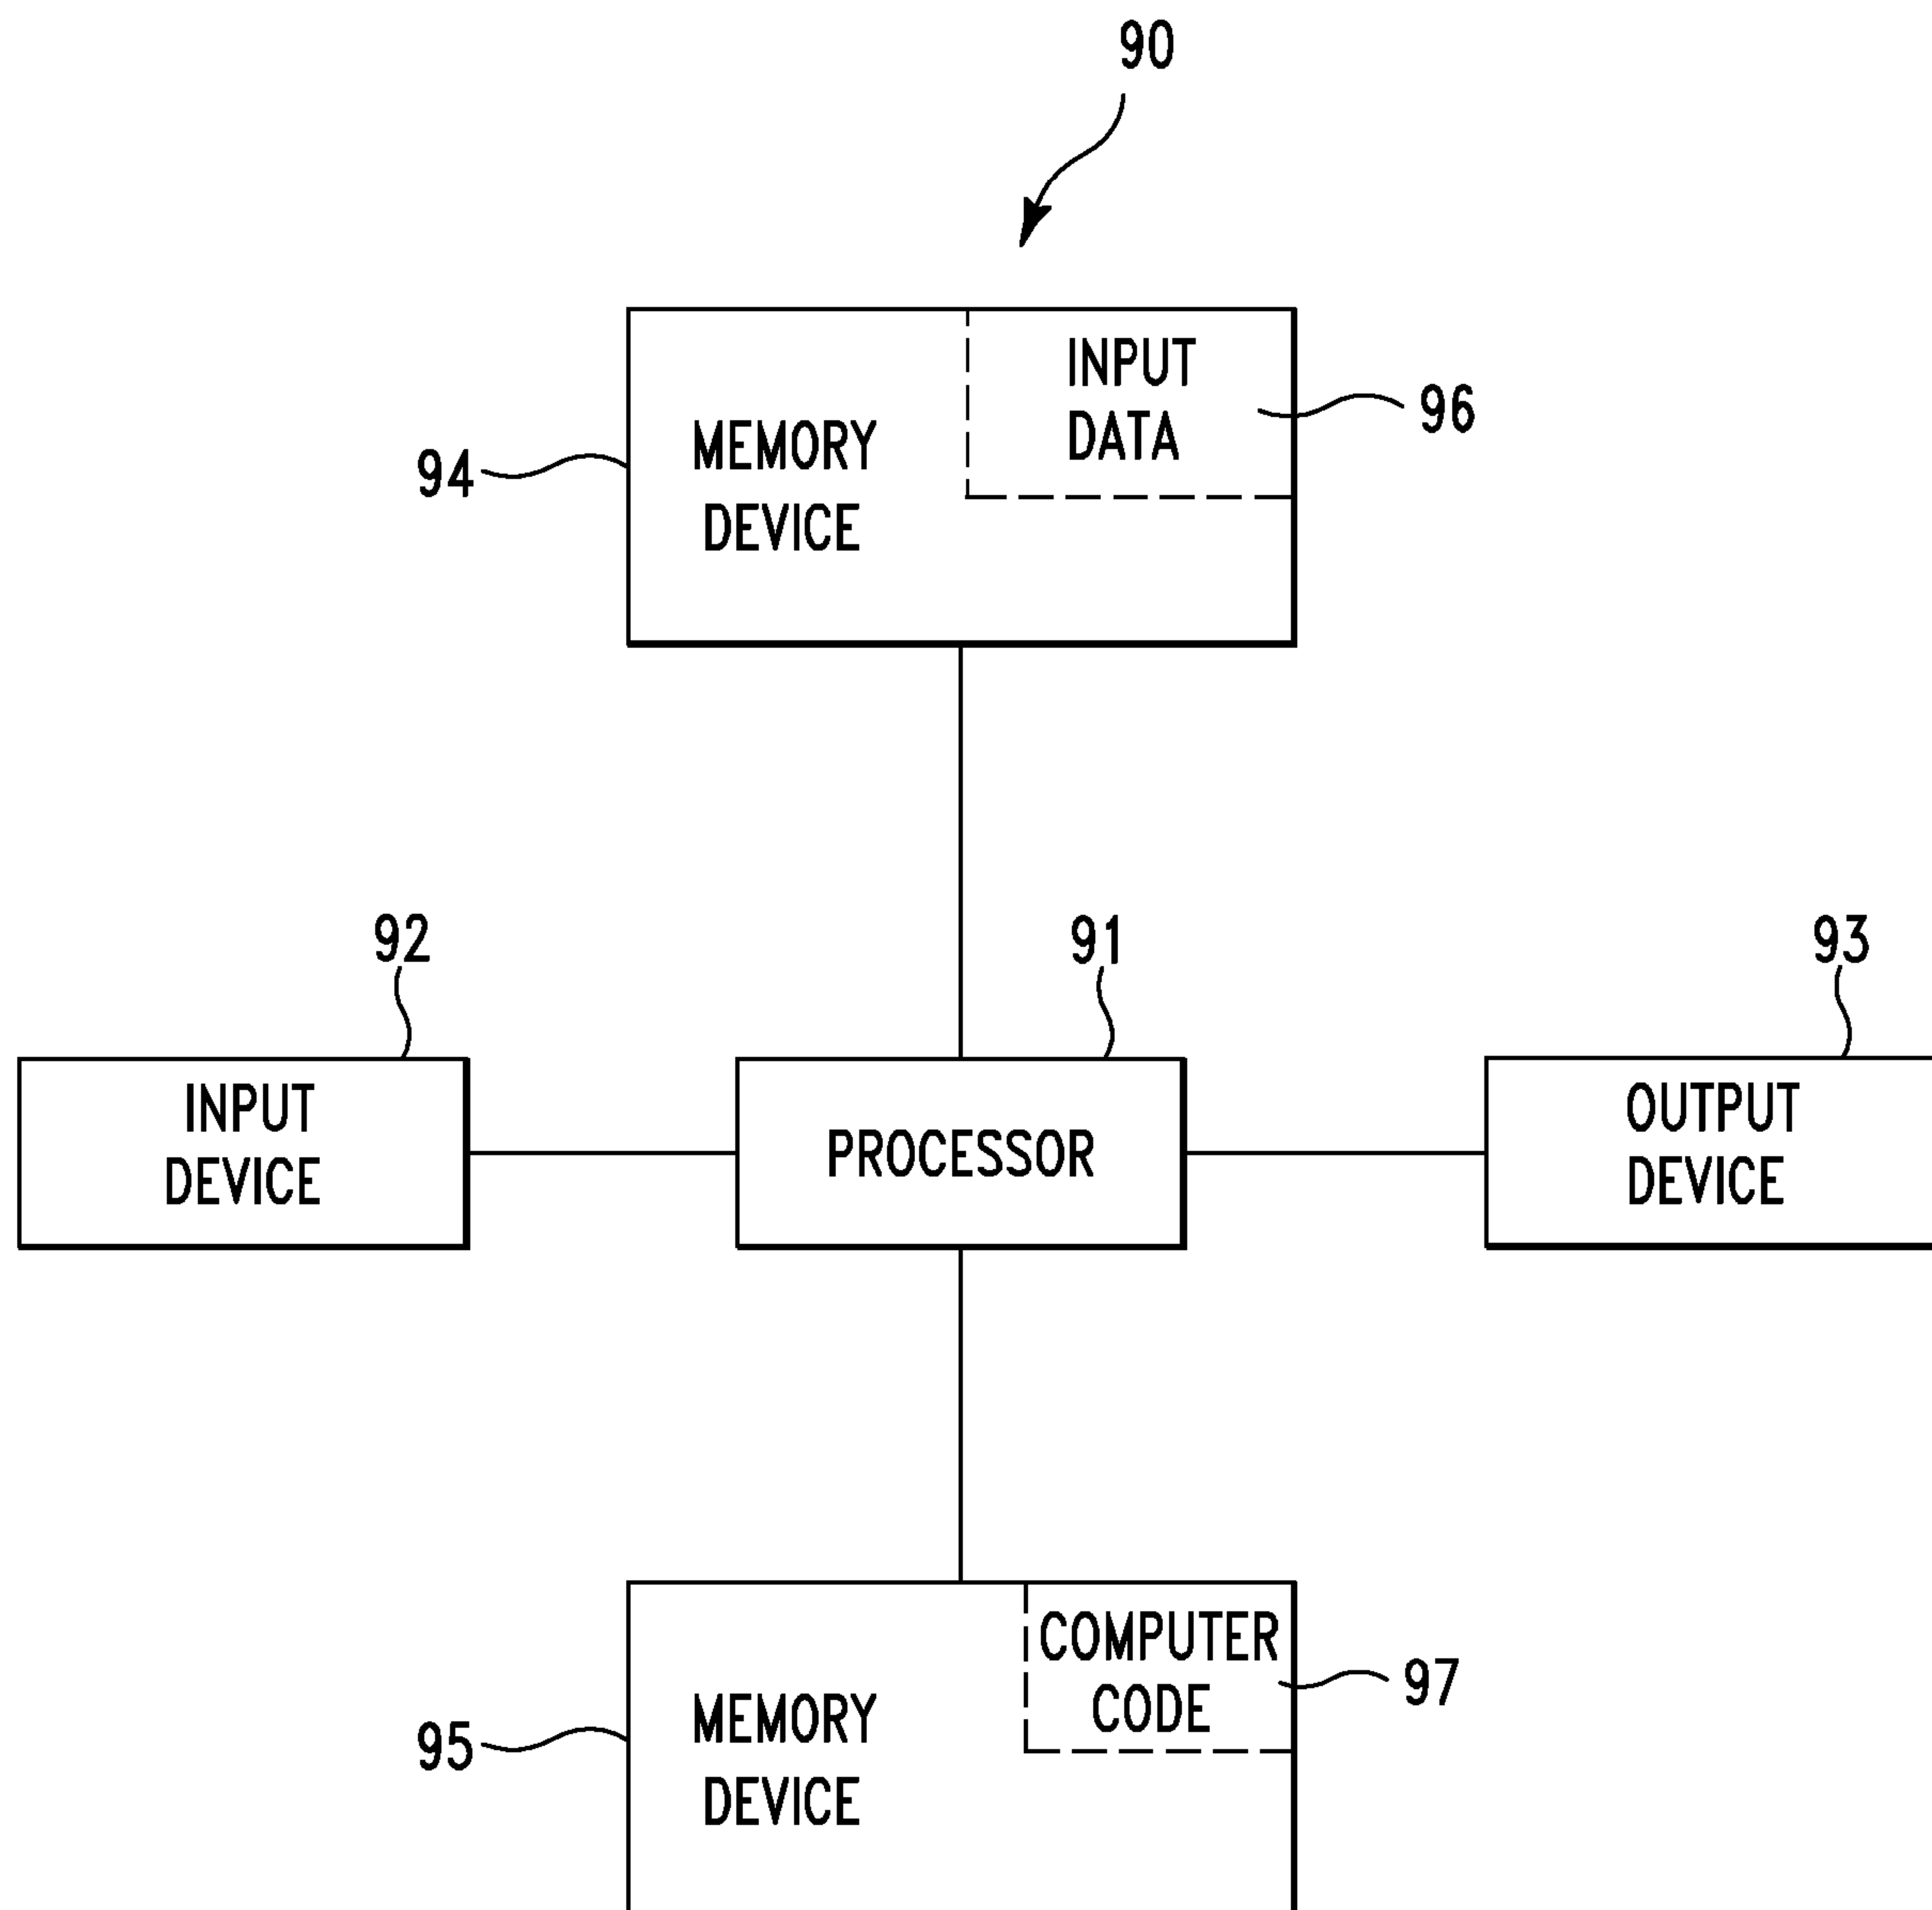 90
INPUT
DATA
96
MEMORY
DEVICE
94
92
91
93
INPUT
DEVICE
PROCESSOR
OUTPUT
DEVICE
COMPUTER
CODE
97
MEMORY
DEVICE
95